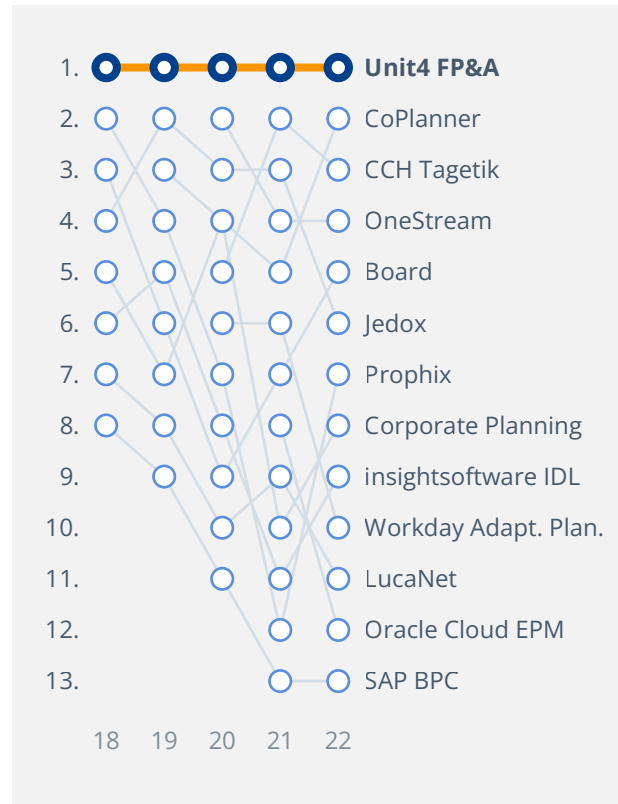 1. Unit4 FP&A
2. CoPlanner
3. CCH Tagetik
4. OneStream
5. Board
6. Jedox
7. Prophix
8. Corporate Planning
9. insightsoftware IDL
10. Workday Adapt. Plan.
11. LucaNet
12. Oracle Cloud EPM
13. SAP BPC
18 19 20 21 22